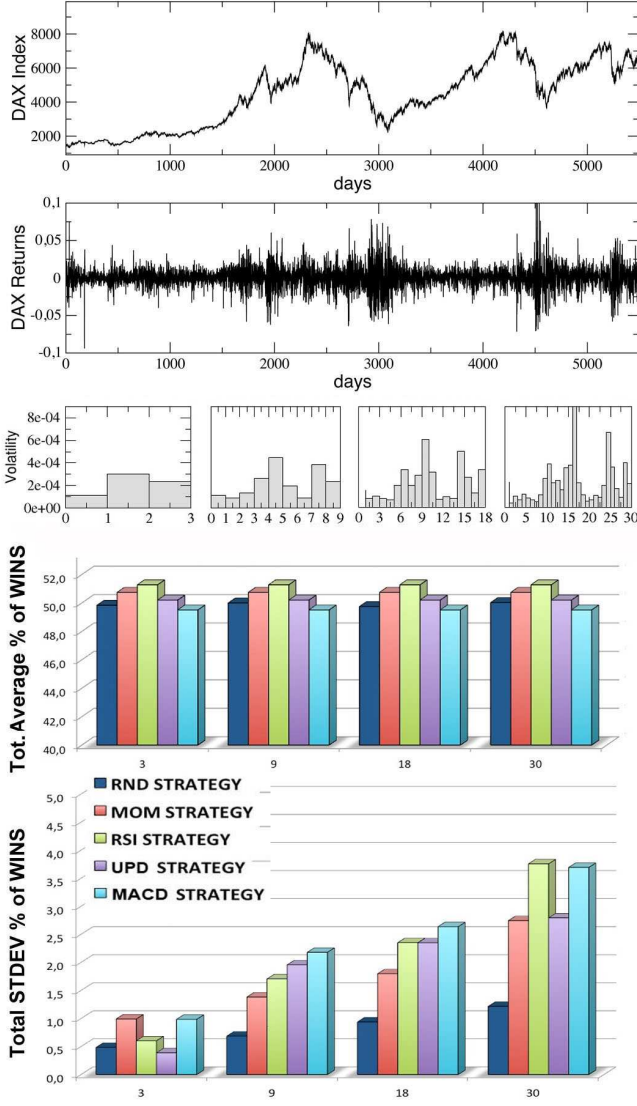 DAX Index
8000
6000
4000
2000
0 1000 2000 3000 4000 5000
days
DAX Returns
0,1
0,05
0
-0,05
-0,1
0 1000 2000 3000 4000 5000
days
Volatility
8e-04
6e-04
4e-04
2e-04
0e+00
0 1 2 3
0 1 2 3 4 5 6 7 8 9
0 3 6 9 12 15 18
0 5 10 15 20 25 30
Tot. Average % of WINS
52,0
50,0
48,0
46,0
44,0
42,0
40,0
3 9 18 30
RND STRATEGY
MOM STRATEGY
RSI STRATEGY
UPD STRATEGY
MACD STRATEGY
Total STDEV % of WINS
5,0
4,5
4,0
3,5
3,0
2,5
2,0
1,5
1,0
0,5
0,0
3 9 18 30